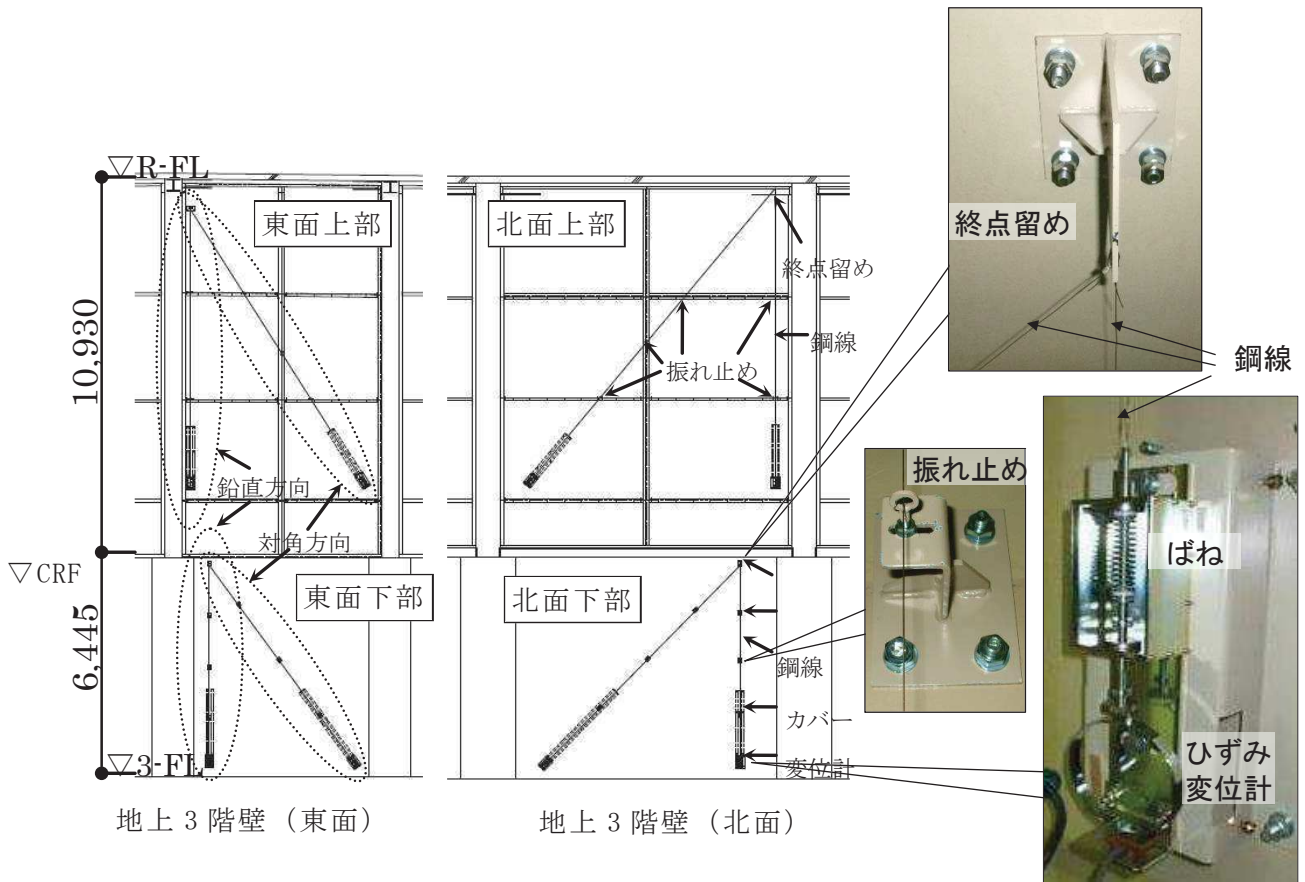 ▽R-FL
東面上部
北面上部
終点留め
終点留め
10,930
鋼線
振れ止め
鋼線
鉛直方向
振れ止め
ばね
対角方向
▽CRF
東面下部
北面下部
6,445
鋼線
カバー
ひずみ
変位計
▽3-FL
変位計
地上 3 階壁（東面）
地上 3 階壁（北面）